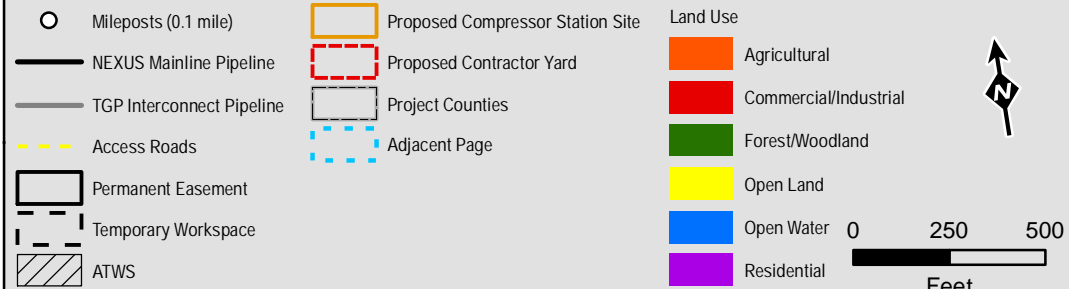 Mileposts (0.1 mile)
NEXUS Mainline Pipeline
TGP Interconnect Pipeline
Access Roads
Permanent Easement
Temporary Workspace
ATWS
Proposed Compressor Station Site
Proposed Contractor Yard
Project Counties
Adjacent Page
Land Use
Agricultural
Commercial/Industrial
Forest/Woodland
Open Land
Open Water
Residential
N
0 250 500
Feet